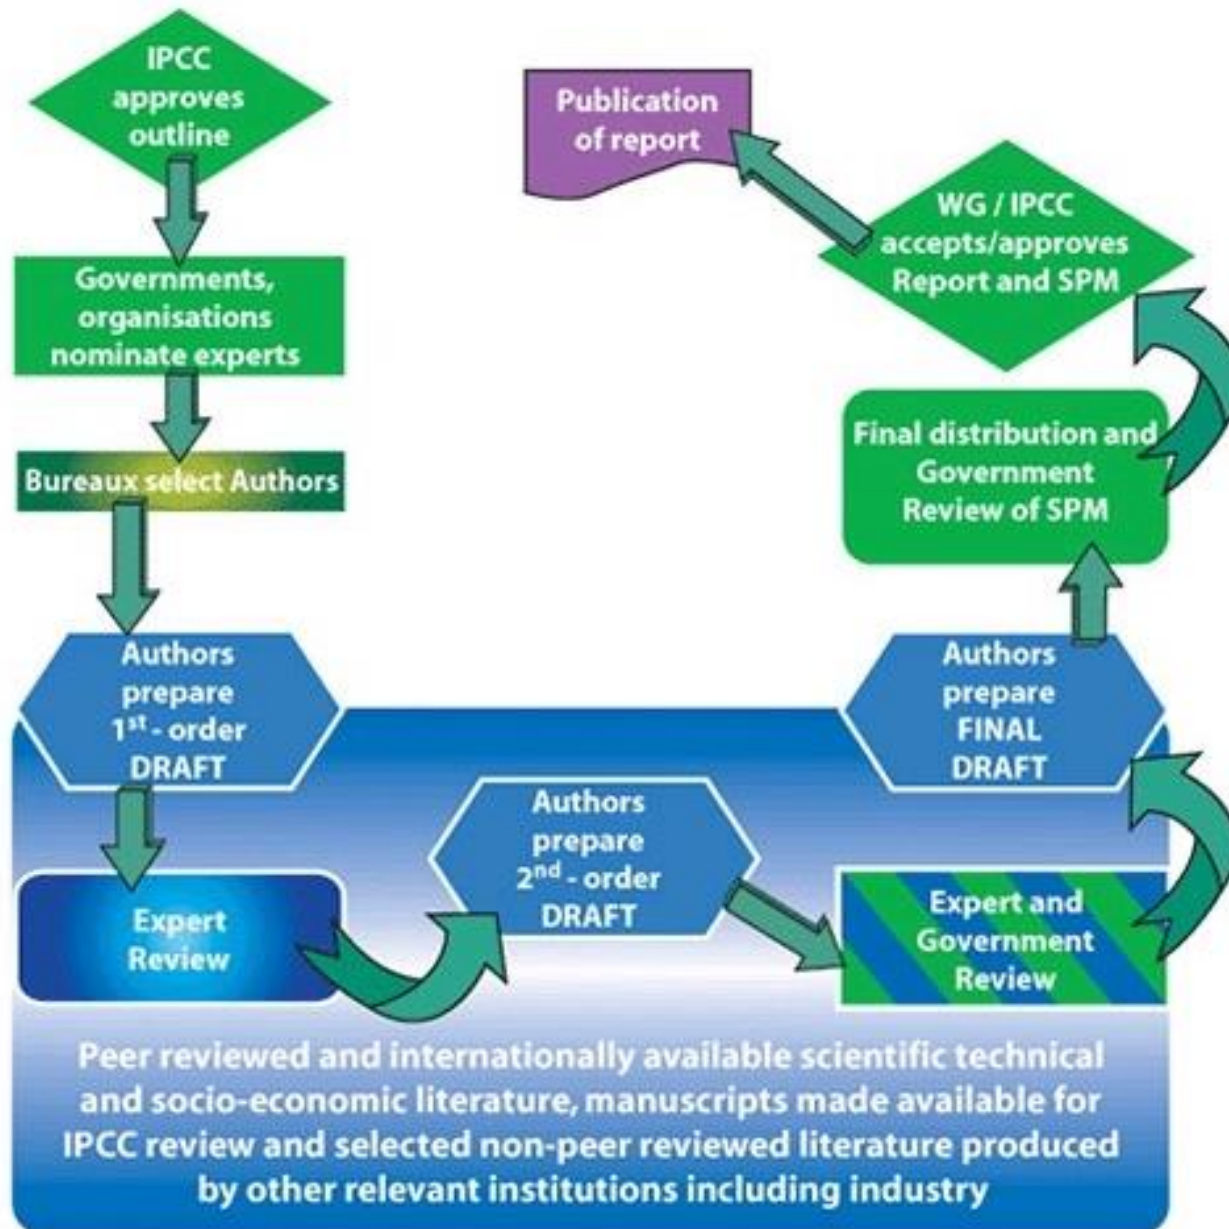 IPCC
approves
outline
Governments,
organisations
nominate experts
Bureaux select Authors
Authors
prepare
1st - order
DRAFT
Expert
Review
Authors
prepare
2nd - order
DRAFT
Expert and
Government
Review
Authors
prepare
FINAL
DRAFT
Final distribution and
Government
Review of SPM
WG / IPCC
accepts/approves
Report and SPM
Publication
of report
Peer reviewed and internationally available scientific technical
and socio-economic literature, manuscripts made available for
IPCC review and selected non-peer reviewed literature produced
by other relevant institutions including industry